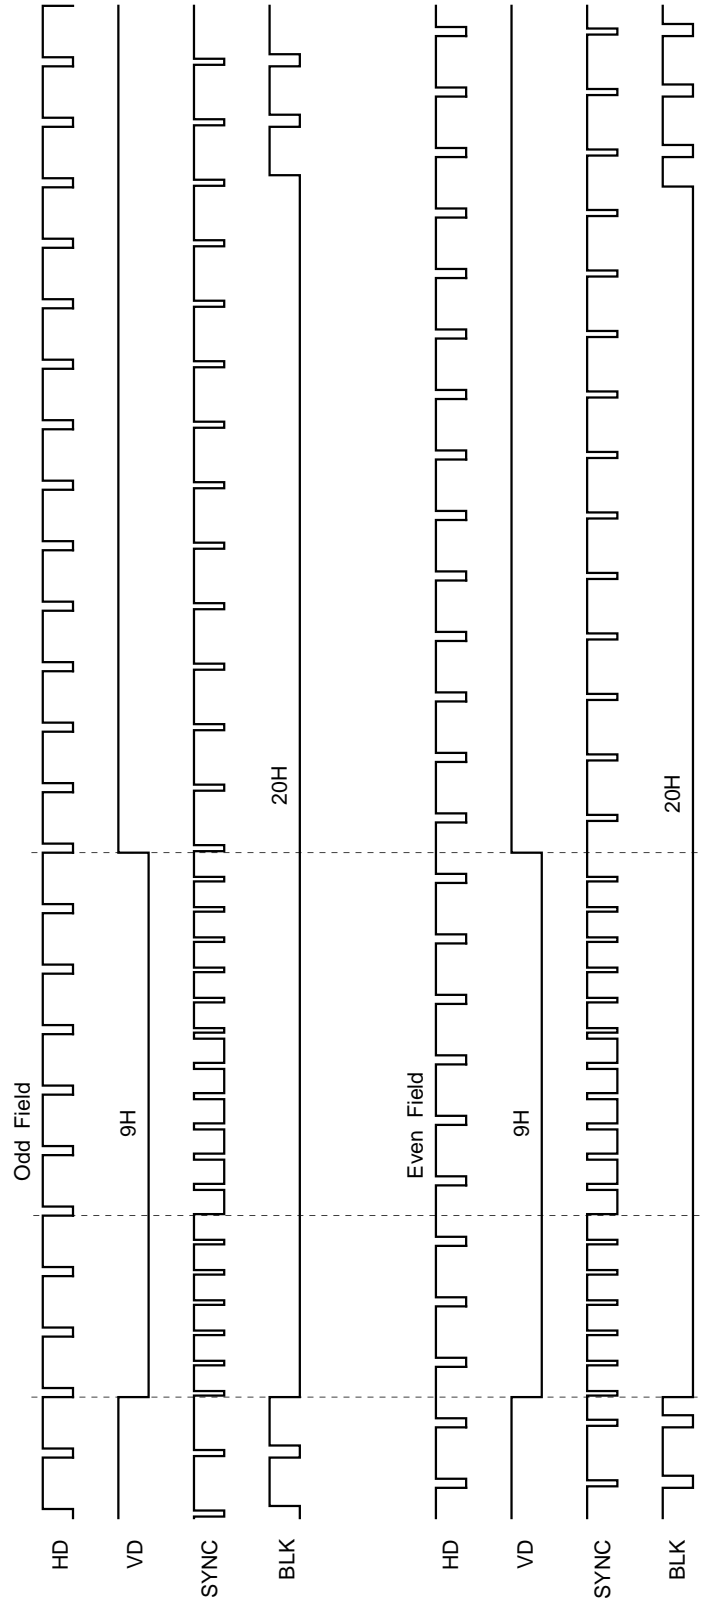 Odd Field
HD
VD
9H
SYNC
BLK
20H
Even Field
HD
VD
9H
SYNC
BLK
20H